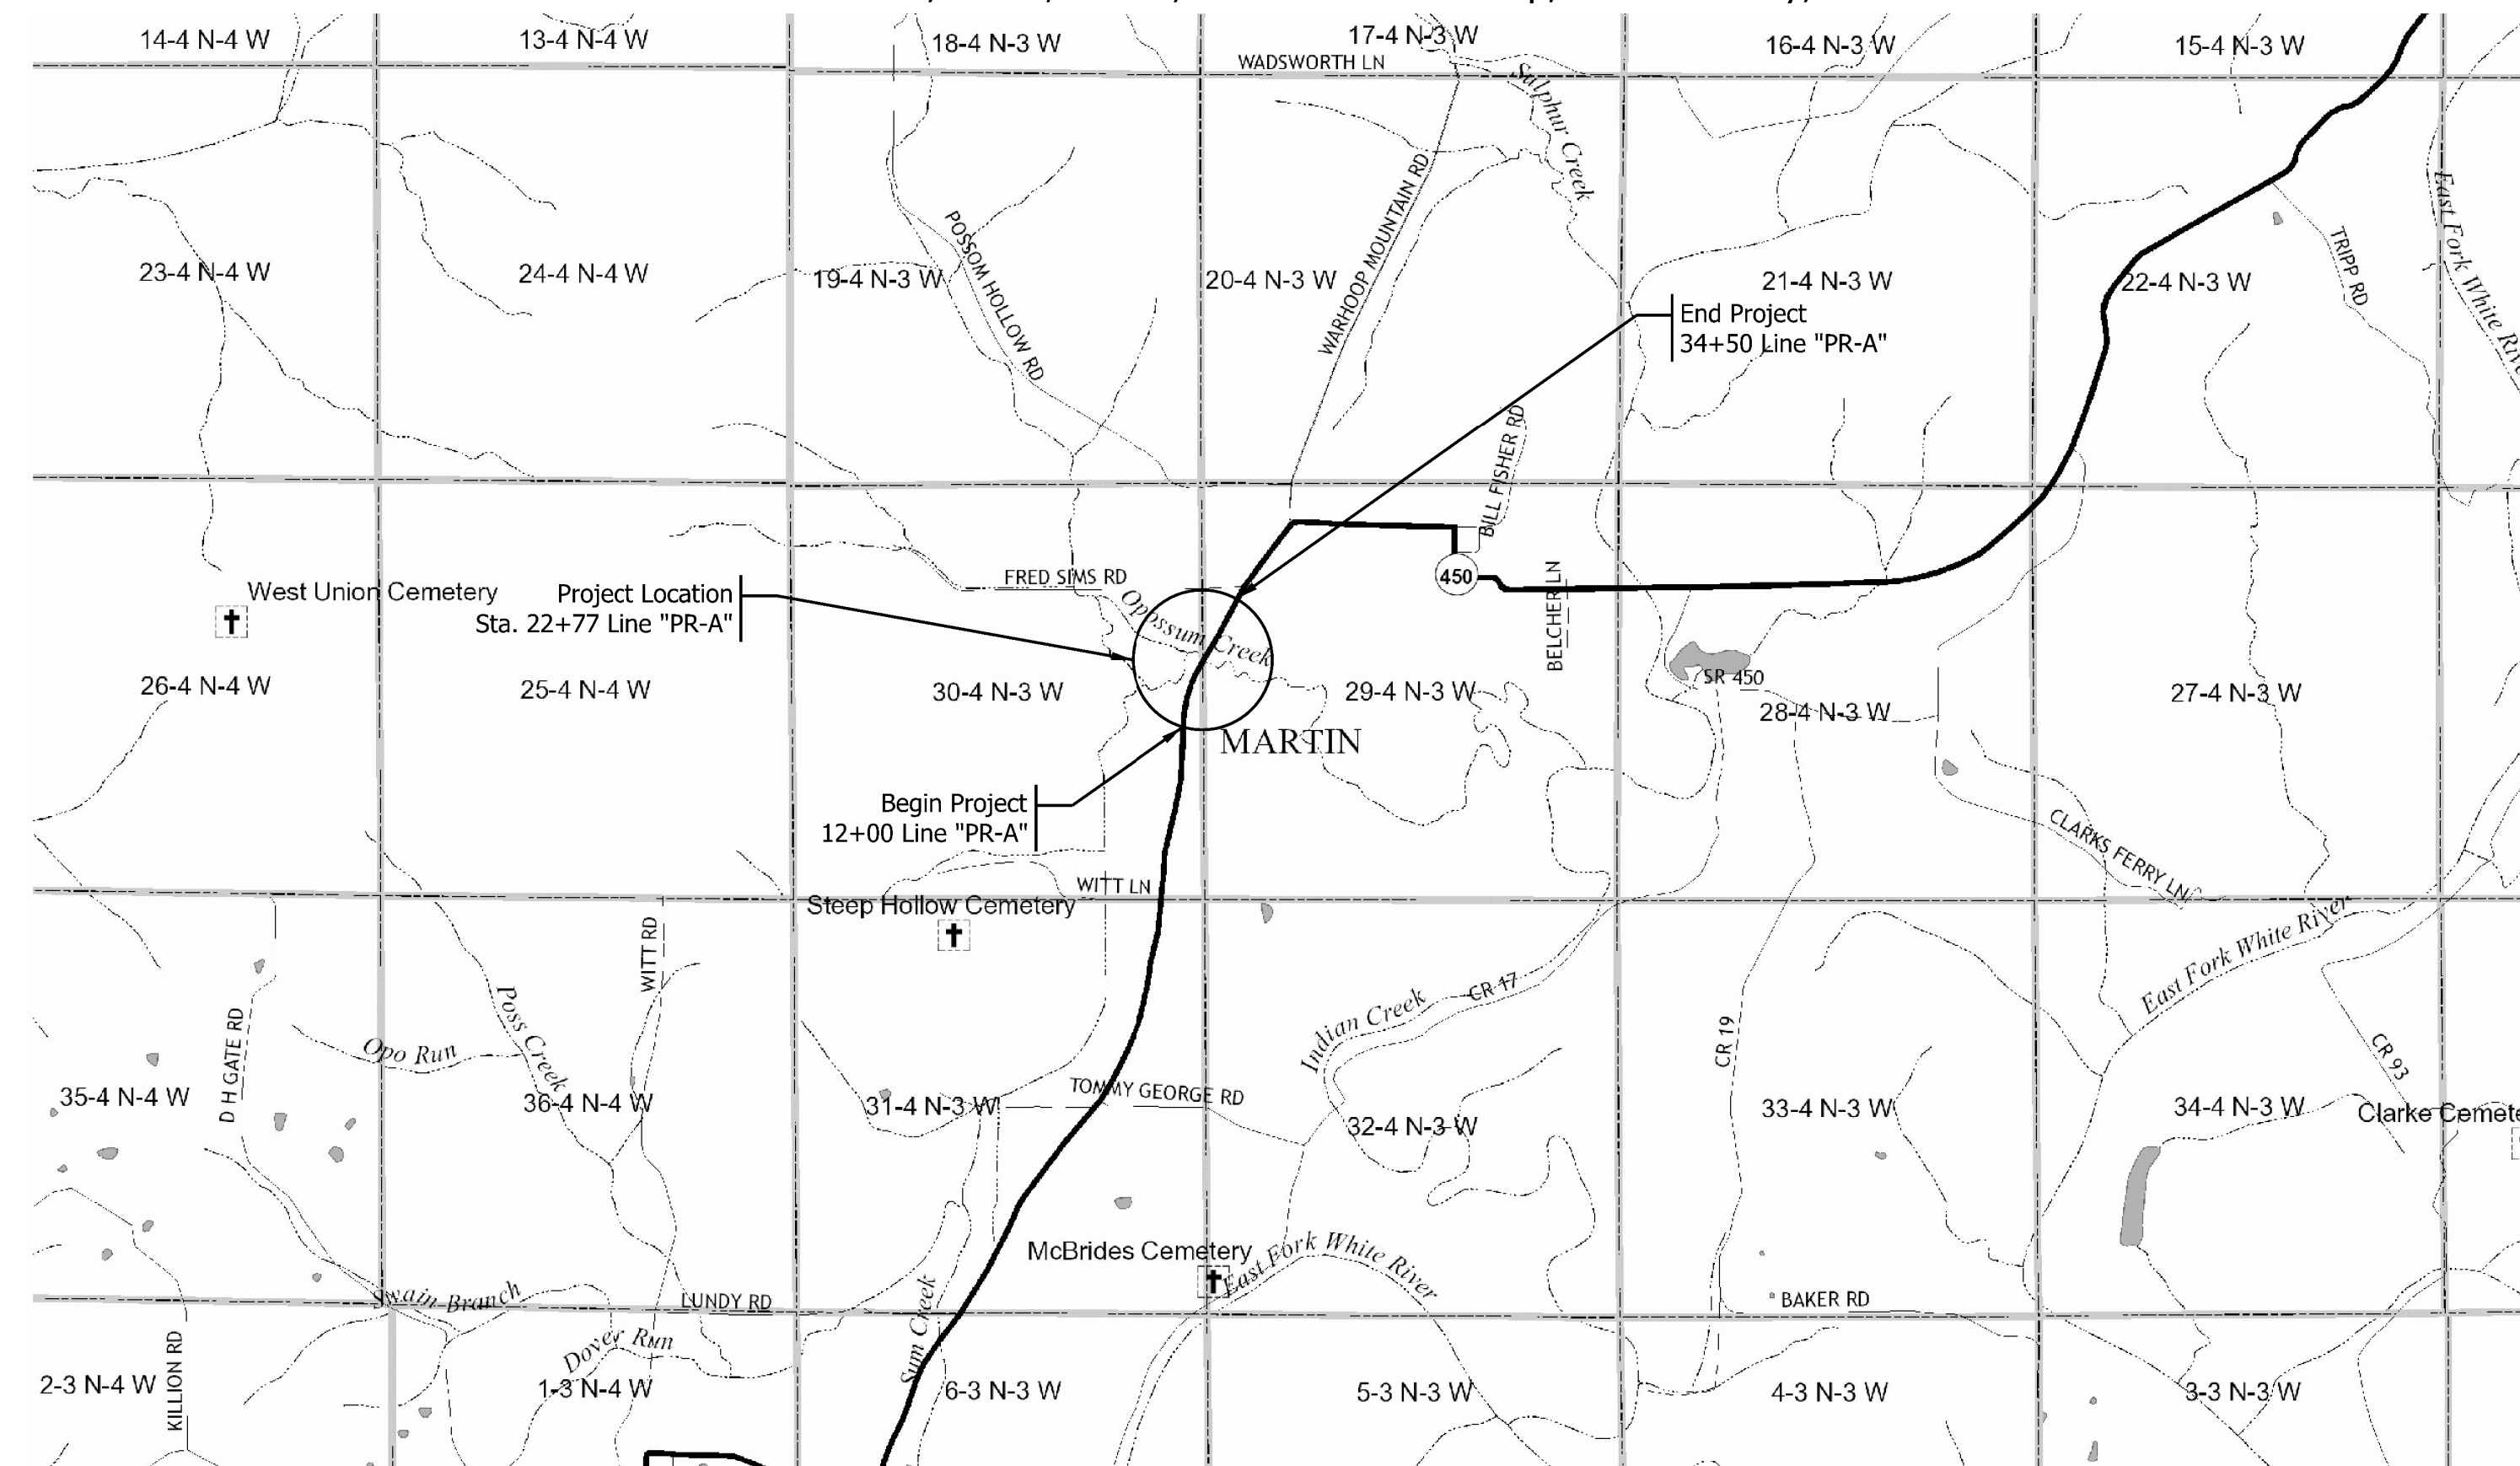 14-4 N-4 W
13-4 N-4 W
18-4 N-3 W
17-4 N-3 W
16-4 N-3 W
15-4 N-3 W
WADSWORTH LN
Sulphur Creek
WARHOOP MOUNTAIN RD
POSSOM HOLLOW RD
East Fork White River
TRIPP RD
23-4 N-4 W
24-4 N-4 W
19-4 N-3 W
20-4 N-3 W
21-4 N-3 W
22-4 N-3 W
End Project
34+50 Line "PR-A"
BILL FISHER RD
FRED SIMS RD
450
BELCHER LN
West Union Cemetery
Project Location
Sta. 22+77 Line "PR-A"
Opossum Creek
SR 450
26-4 N-4 W
25-4 N-4 W
30-4 N-3 W
29-4 N-3 W
28-4 N-3 W
27-4 N-3 W
MARTIN
Begin Project
12+00 Line "PR-A"
CLARKS FERRY LN
WITT LN
Steep Hollow Cemetery
WITT RD
East Fork White River
Poss Creek
Indian Creek
CR 17
CR 19
CR 93
D H GATE RD
Opo Run
TOMMY GEORGE RD
35-4 N-4 W
36-4 N-4 W
31-4 N-3 W
32-4 N-3 W
33-4 N-3 W
34-4 N-3 W
Clarke Cemete
McBrides Cemetery
East Fork White River
Swain Branch
LUNDY RD
Sum Creek
BAKER RD
KILLION RD
Dover Run
2-3 N-4 W
1-3 N-4 W
6-3 N-3 W
5-3 N-3 W
4-3 N-3 W
3-3 N-3 W